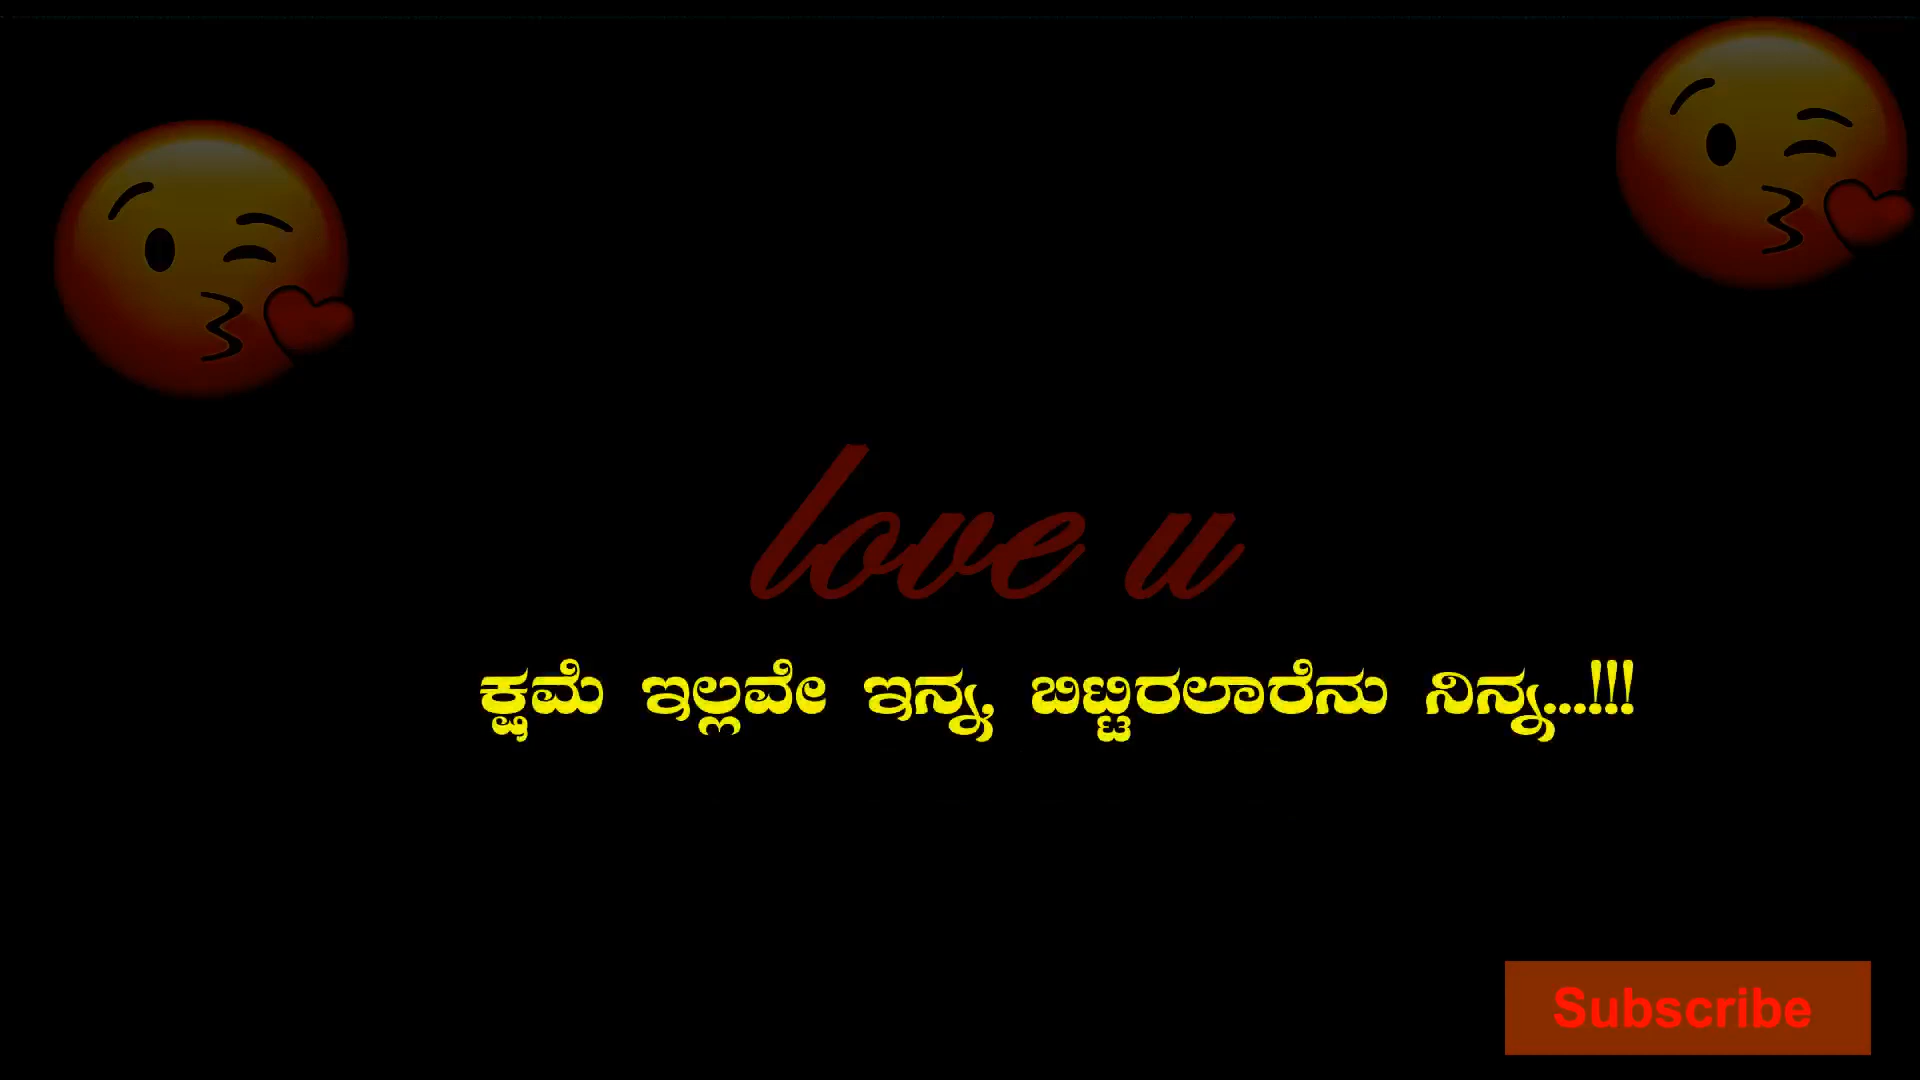 love u
ಕ್ಷಮೆ ಇಲ್ಲವೇ ಇನ್ನ, ಬಿಟ್ಟಿರಲಾರೆನು ನಿನ್ನ...!!!
Subscribe